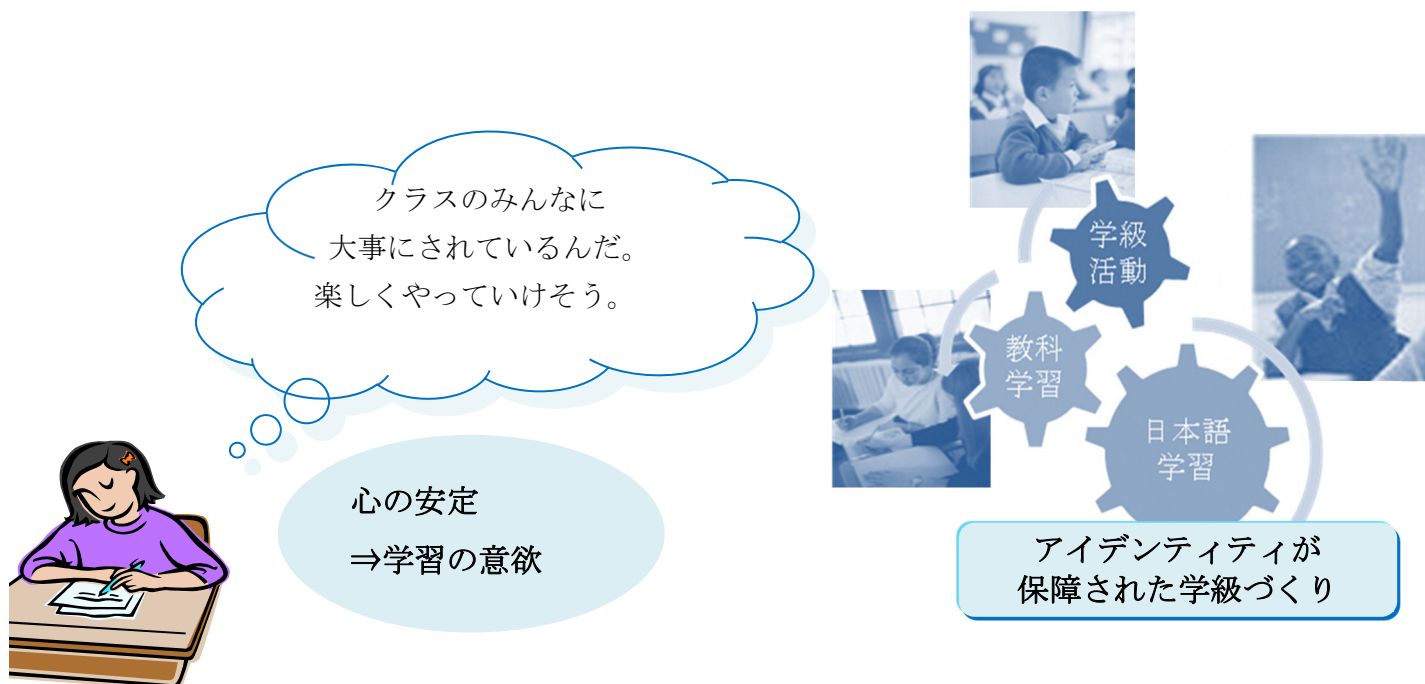 クラスのみんなに
大事にされているんだ。
楽しくやっていけそう。
心の安定
⇒学習の意欲
学級
活動
教科
学習
日本語
学習
アイデンティティが
保障された学級づくり